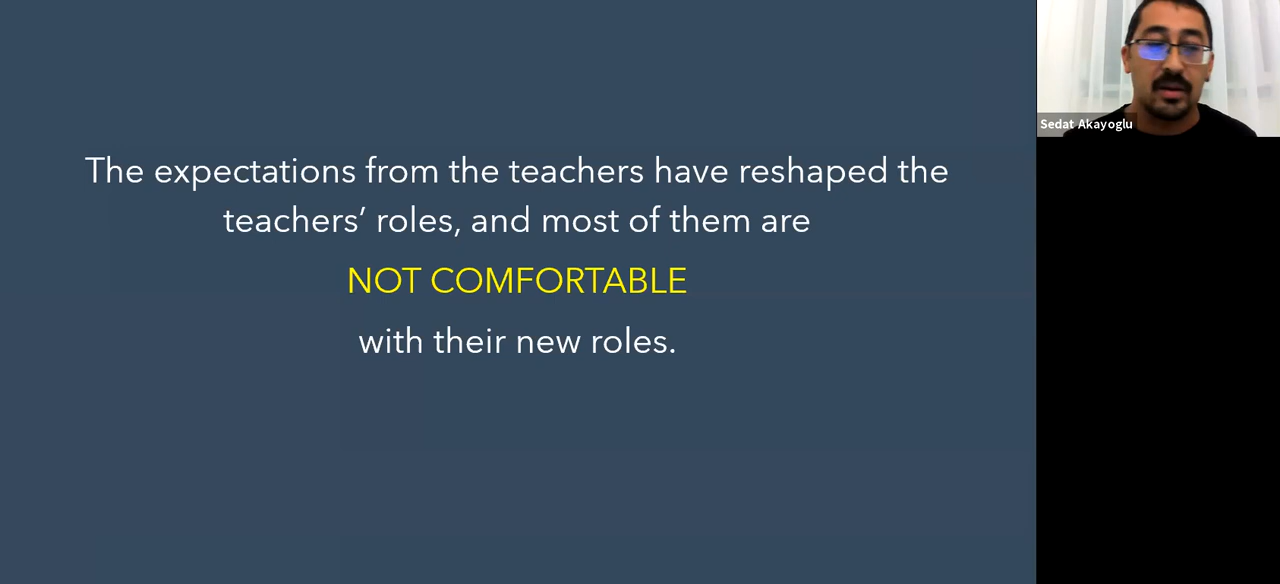 The expectations from the teachers have reshaped the
teachers’ roles, and most of them are
NOT COMFORTABLE
with their new roles.
Sedat Akayoglu